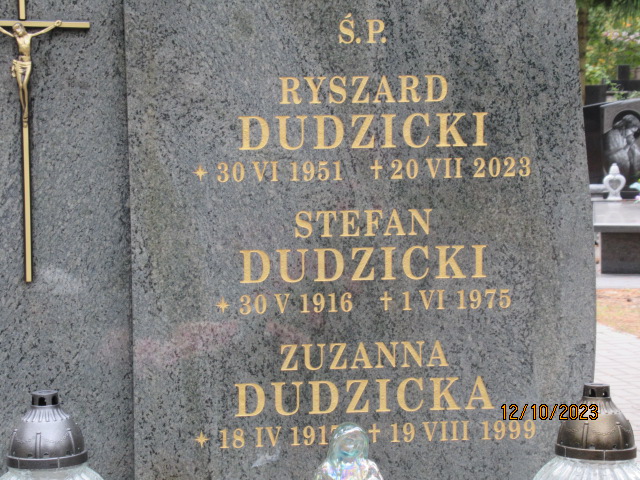 Ś.P.
RYSZARD
DUDZICKI
✶ 30 VI 1951 ✝ 20 VII 2023
STEFAN
DUDZICKI
✶ 30 V 1916 ✝ 1 VI 1975
ZUZANNA
DUDZICKA
✶ 18 IV ✝ 19 VIII 1999
12/10/2023